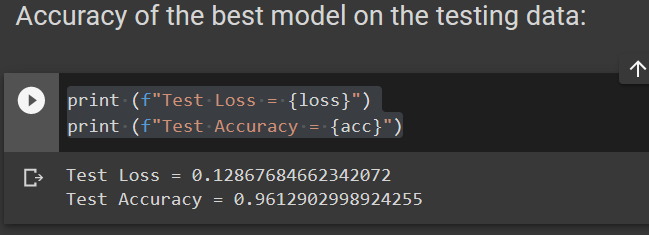 Accuracy of the best model on the testing data:
print (f"Test Loss = {loss}")
print (f"Test Accuracy = {acc}")
Test Loss = 0.12867684662342072
Test Accuracy = 0.9612902998924255